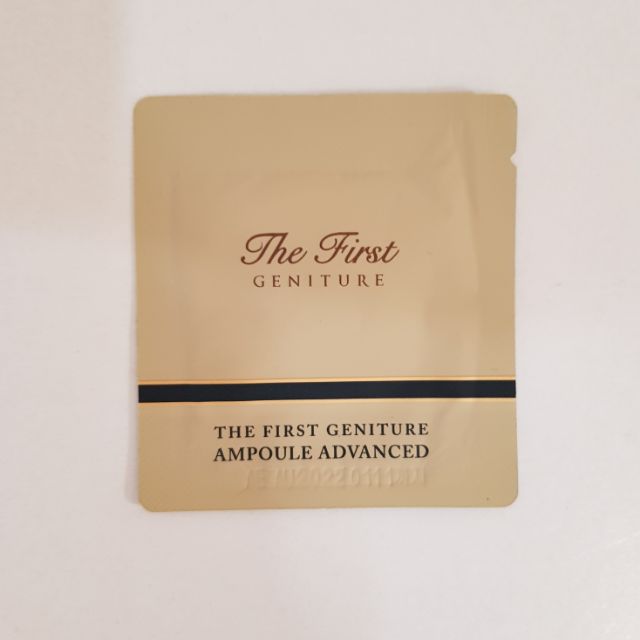 The First
GENITURE
THE FIRST GENITURE
AMPOULE ADVANCED